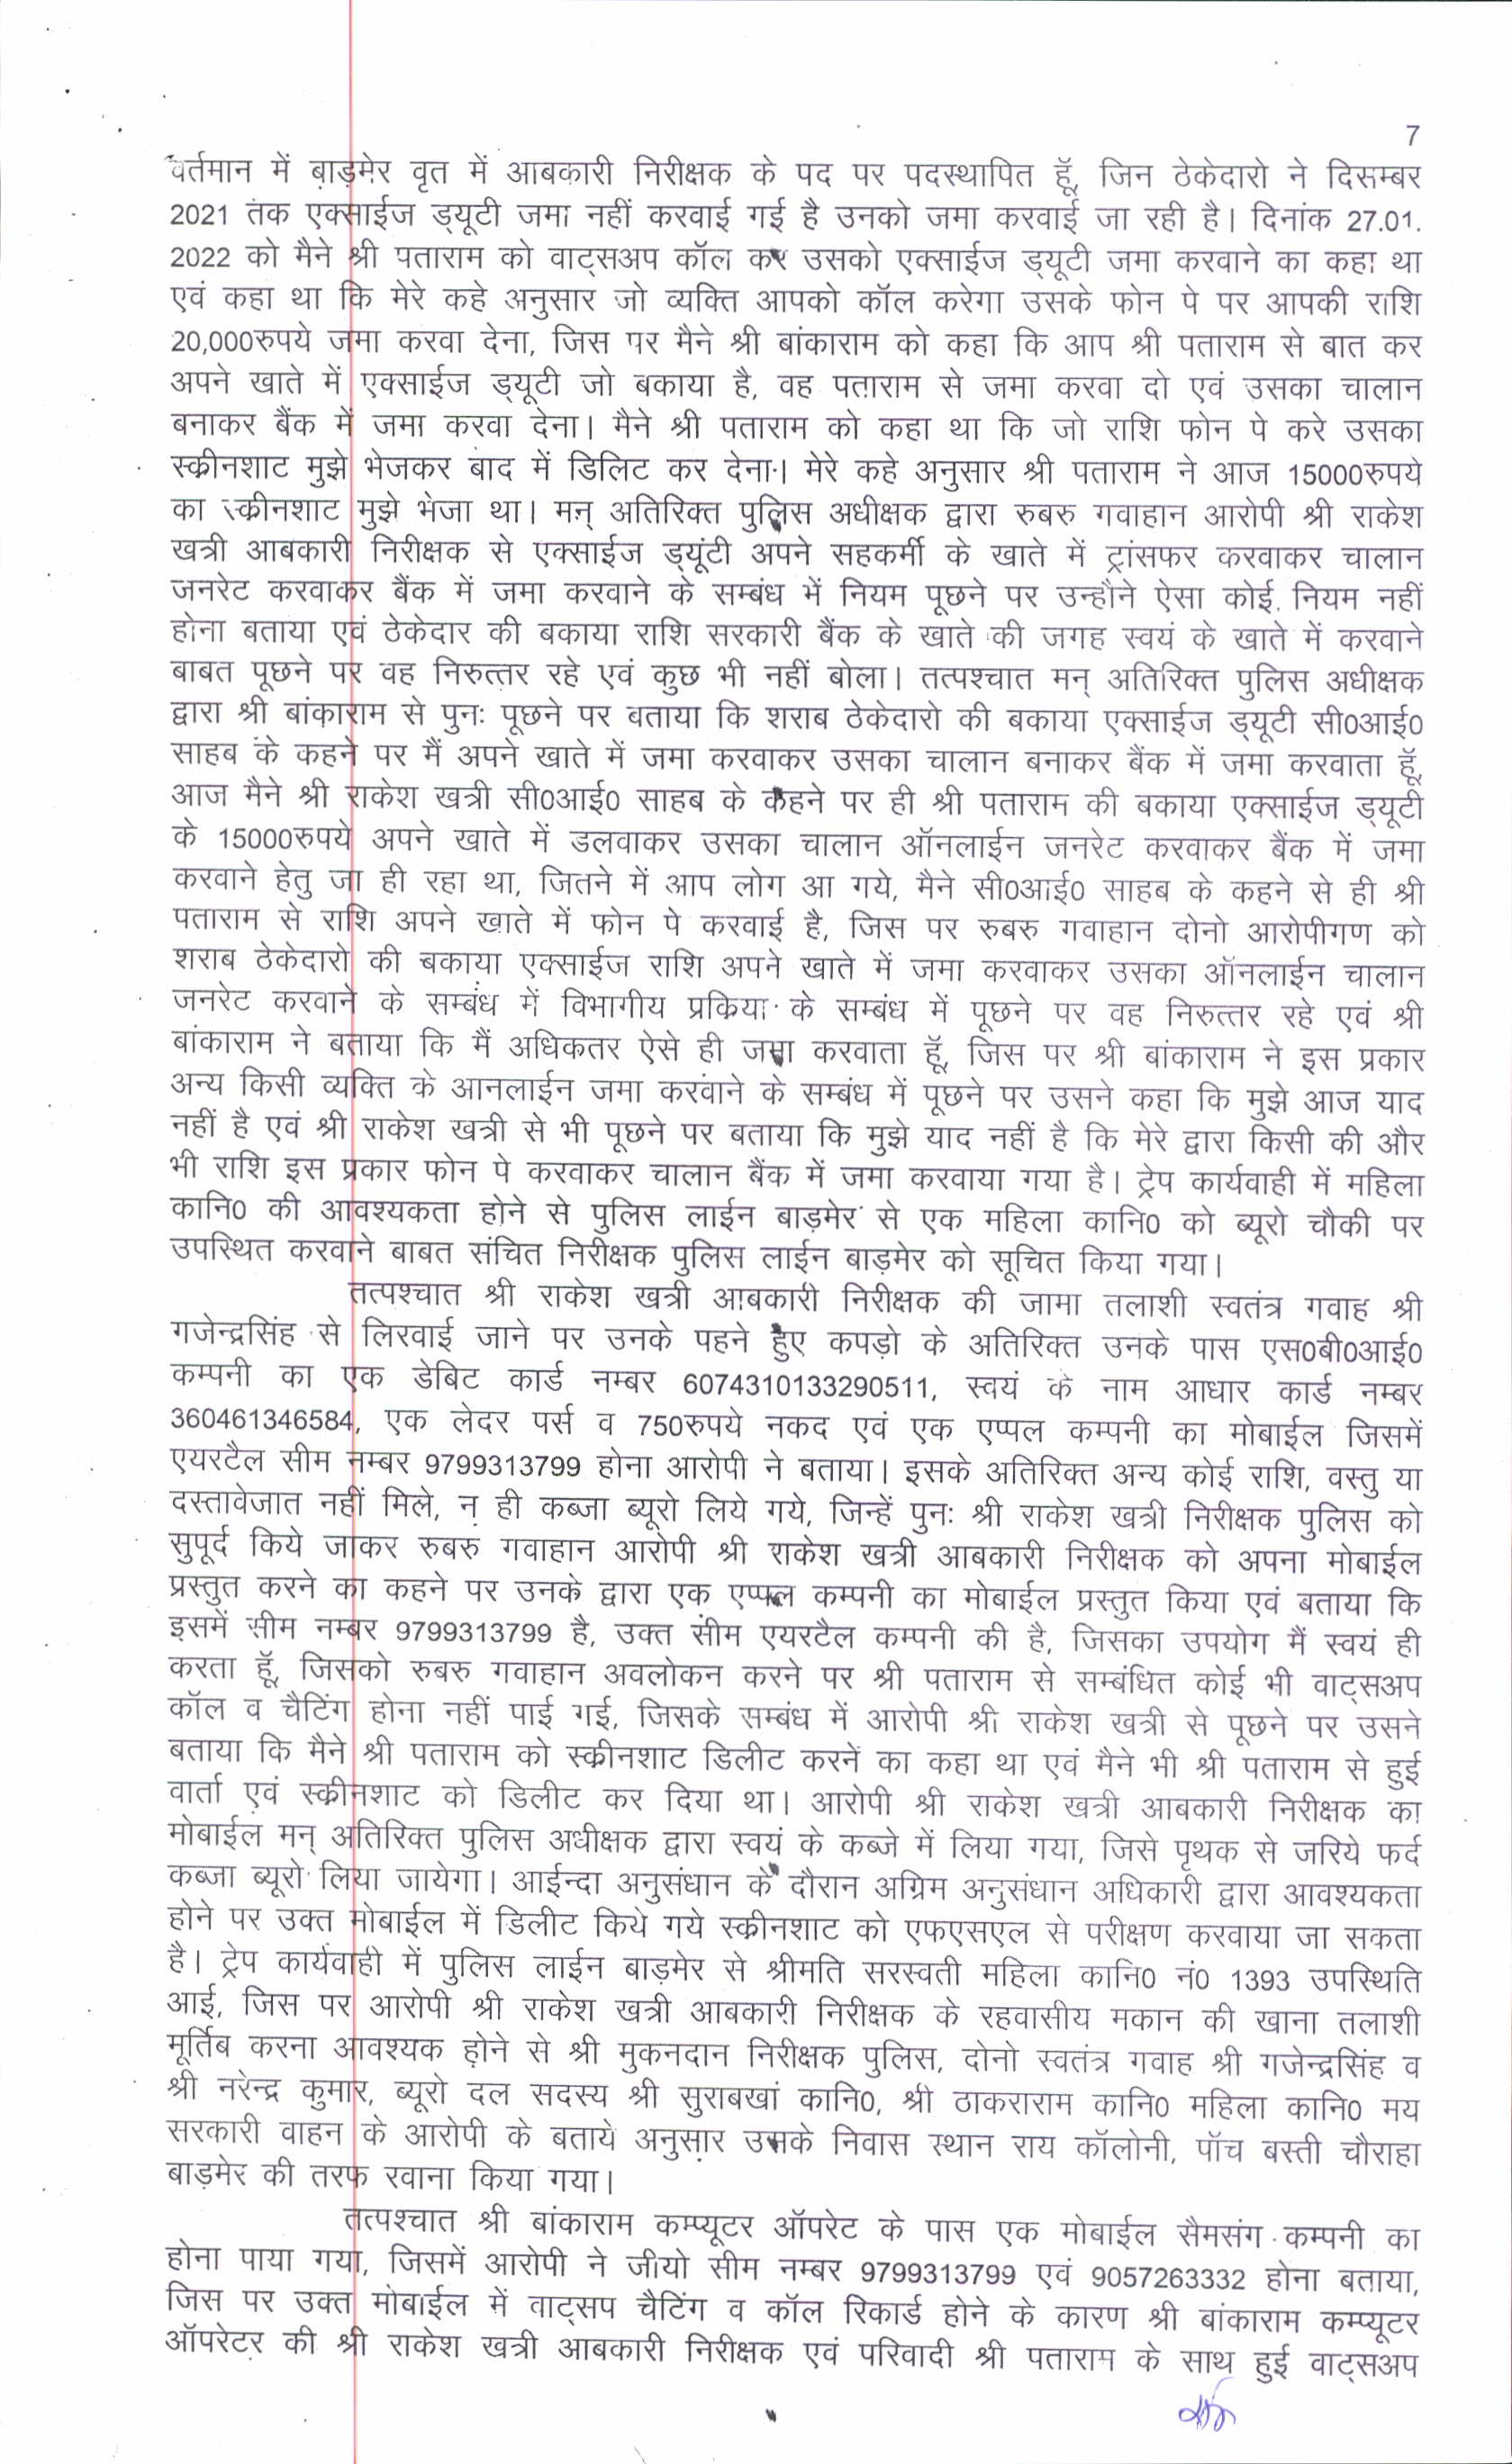 7
वर्तमान में बाड़मेर वृत में आबकारी निरीक्षक के पद पर पदस्थापित हूॅ, जिन ठेकेदारो ने दिसम्बर
2021 तक एक्साईज ड्यूटी जमा नहीं करवाई गई है उनको जमा करवाई जा रही है। दिनांक 27.01.
2022 को मैने श्री पताराम को वाट्सअप कॉल कर उसको एक्साईज ड्यूटी जमा करवाने का कहा था
एवं कहा था कि मेरे कहे अनुसार जो व्यक्ति आपको कॉल करेगा उसके फोन पे पर आपकी राशि
20,000रुपये जमा करवा देना, जिस पर मैने श्री बांकाराम को कहा कि आप श्री पताराम से बात कर
अपने खाते में एक्साईज ड्यूटी जो बकाया है, वह पताराम से जमा करवा दो एवं उसका चालान
बनाकर बैंक में जमा करवा देना। मैने श्री पताराम को कहा था कि जो राशि फोन पे करे उसका
स्क्रीनशाट मुझे भेजकर बाद में डिलिट कर देना। मेरे कहे अनुसार श्री पताराम ने आज 15000रुपये
का स्क्रीनशाट मुझे भेजा था। मन् अतिरिक्त पुलिस अधीक्षक द्वारा रुबरु गवाहान आरोपी श्री राकेश
खत्री आबकारी निरीक्षक से एक्साईज ड्यूंटी अपने सहकर्मी के खाते में ट्रांसफर करवाकर चालान
जनरेट करवाकर बैंक में जमा करवाने के सम्बंध में नियम पूछने पर उन्होने ऐसा कोई नियम नहीं
होना बताया एवं ठेकेदार की बकाया राशि सरकारी बैंक के खाते की जगह स्वयं के खाते में करवाने
बाबत पूछने पर वह निरुत्तर रहे एवं कुछ भी नहीं बोला। तत्पश्चात मन् अतिरिक्त पुलिस अधीक्षक
द्वारा श्री बांकाराम से पुनः पूछने पर बताया कि शराब ठेकेदारो की बकाया एक्साईज ड्यूटी सी0आई0
साहब के कहने पर मैं अपने खाते में जमा करवाकर उसका चालान बनाकर बैंक में जमा करवाता हूॅ,
आज मैने श्री राकेश खत्री सी0आई0 साहब के कहने पर ही श्री पताराम की बकाया एक्साईज ड्यूटी
के 15000रुपये अपने खाते में डलवाकर उसका चालान ऑनलाईन जनरेट करवाकर बैंक में जमा
करवाने हेतु जा ही रहा था, जितने में आप लोग आ गये, मैने सी0आई0 साहब के कहने से ही श्री
पताराम से राशि अपने खाते में फोन पे करवाई है, जिस पर रुबरु गवाहान दोनो आरोपीगण को
शराब ठेकेदारो की बकाया एक्साईज राशि अपने खाते में जमा करवाकर उसका ऑनलाईन चालान
जनरेट करवाने के सम्बंध में विभागीय प्रकिया के सम्बंध में पूछने पर वह निरुत्तर रहे एवं श्री
बांकाराम ने बताया कि मैं अधिकतर ऐसे ही जमा करवाता हूॅ, जिस पर श्री बांकाराम ने इस प्रकार
अन्य किसी व्यक्ति के आनलाईन जमा करवाने के सम्बंध में पूछने पर उसने कहा कि मुझे आज याद
नहीं है एवं श्री राकेश खत्री से भी पूछने पर बताया कि मुझे याद नहीं है कि मेरे द्वारा किसी की और
भी राशि इस प्रकार फोन पे करवाकर चालान बैंक में जमा करवाया गया है। ट्रेप कार्यवाही में महिला
कानि0 की आवश्यकता होने से पुलिस लाईन बाड़मेर से एक महिला कानि0 को ब्यूरो चौकी पर
उपस्थित करवाने बाबत संचित निरीक्षक पुलिस लाईन बाड़मेर को सूचित किया गया।
तत्पश्चात श्री राकेश खत्री आबकारी निरीक्षक की जामा तलाशी स्वतंत्र गवाह श्री
गजेन्द्रसिंह से लिरवाई जाने पर उनके पहने हुए कपड़ो के अतिरिक्त उनके पास एस0बी0आई0
कम्पनी का एक डेबिट कार्ड नम्बर 6074310133290511, स्वयं के नाम आधार कार्ड नम्बर
360461346584, एक लेदर पर्स व 750रुपये नकद एवं एक एप्पल कम्पनी का मोबाईल जिसमें
एयरटैल सीम नम्बर 9799313799 होना आरोपी ने बताया। इसके अतिरिक्त अन्य कोई राशि, वस्तु या
दस्तावेजात नहीं मिले, न ही कब्जा ब्यूरो लिये गये, जिन्हें पुनः श्री राकेश खत्री निरीक्षक पुलिस को
सुपूर्द किये जाकर रुबरु गवाहान आरोपी श्री राकेश खत्री आबकारी निरीक्षक को अपना मोबाईल
प्रस्तुत करने का कहने पर उनके द्वारा एक एप्पल कम्पनी का मोबाईल प्रस्तुत किया एवं बताया कि
इसमें सीम नम्बर 9799313799 है, उक्त सीम एयरटैल कम्पनी की है, जिसका उपयोग मैं स्वयं ही
करता हूॅ, जिसको रुबरु गवाहान अवलोकन करने पर श्री पताराम से सम्बंधित कोई भी वाट्सअप
कॉल व चैटिंग होना नहीं पाई गई, जिसके सम्बंध में आरोपी श्री राकेश खत्री से पूछने पर उसने
बताया कि मैने श्री पताराम को स्कीनशाट डिलीट करने का कहा था एवं मैने भी श्री पताराम से हुई
वार्ता एवं स्कीनशाट को डिलीट कर दिया था। आरोपी श्री राकेश खत्री आबकारी निरीक्षक का
मोबाईल मन् अतिरिक्त पुलिस अधीक्षक द्वारा स्वयं के कब्जे में लिया गया, जिसे पृथक से जरिये फर्द
कब्जा ब्यूरो लिया जायेगा। आईन्दा अनुसंधान के दौरान अग्रिम अनुसंधान अधिकारी द्वारा आवश्यकता
होने पर उक्त मोबाईल में डिलीट किये गये स्कीनशाट को एफएसएल से परीक्षण करवाया जा सकता
है। ट्रेप कार्यवाही में पुलिस लाईन बाड़मेर से श्रीमति सरस्वती महिला कानि0 नं0 1393 उपस्थिति
आई, जिस पर आरोपी श्री राकेश खत्री आबकारी निरीक्षक के रहवासीय मकान की खाना तलाशी
मूर्तिब करना आवश्यक होने से श्री मुकनदान निरीक्षक पुलिस, दोनो स्वतंत्र गवाह श्री गजेन्द्रसिंह व
श्री नरेन्द्र कुमार, ब्यूरो दल सदस्य श्री सुराबखां कानि0, श्री ठाकराराम कानि0 महिला कानि0 मय
सरकारी वाहन के आरोपी के बताये अनुसार उसके निवास स्थान राय कॉलोनी, पॉच बस्ती चौराहा
बाड़मेर की तरफ रवाना किया गया।
तत्पश्चात श्री बांकाराम कम्प्यूटर ऑपरेट के पास एक मोबाईल सैमसंग कम्पनी का
होना पाया गया, जिसमें आरोपी ने जीयो सीम नम्बर 9799313799 एवं 9057263332 होना बताया,
जिस पर उक्त मोबाईल में वाट्सप चैटिंग व कॉल रिकार्ड होने के कारण श्री बांकाराम कम्प्यूटर
ऑपरेटर की श्री राकेश खत्री आबकारी निरीक्षक एवं परिवादी श्री पताराम के साथ हुई वाट्सअप